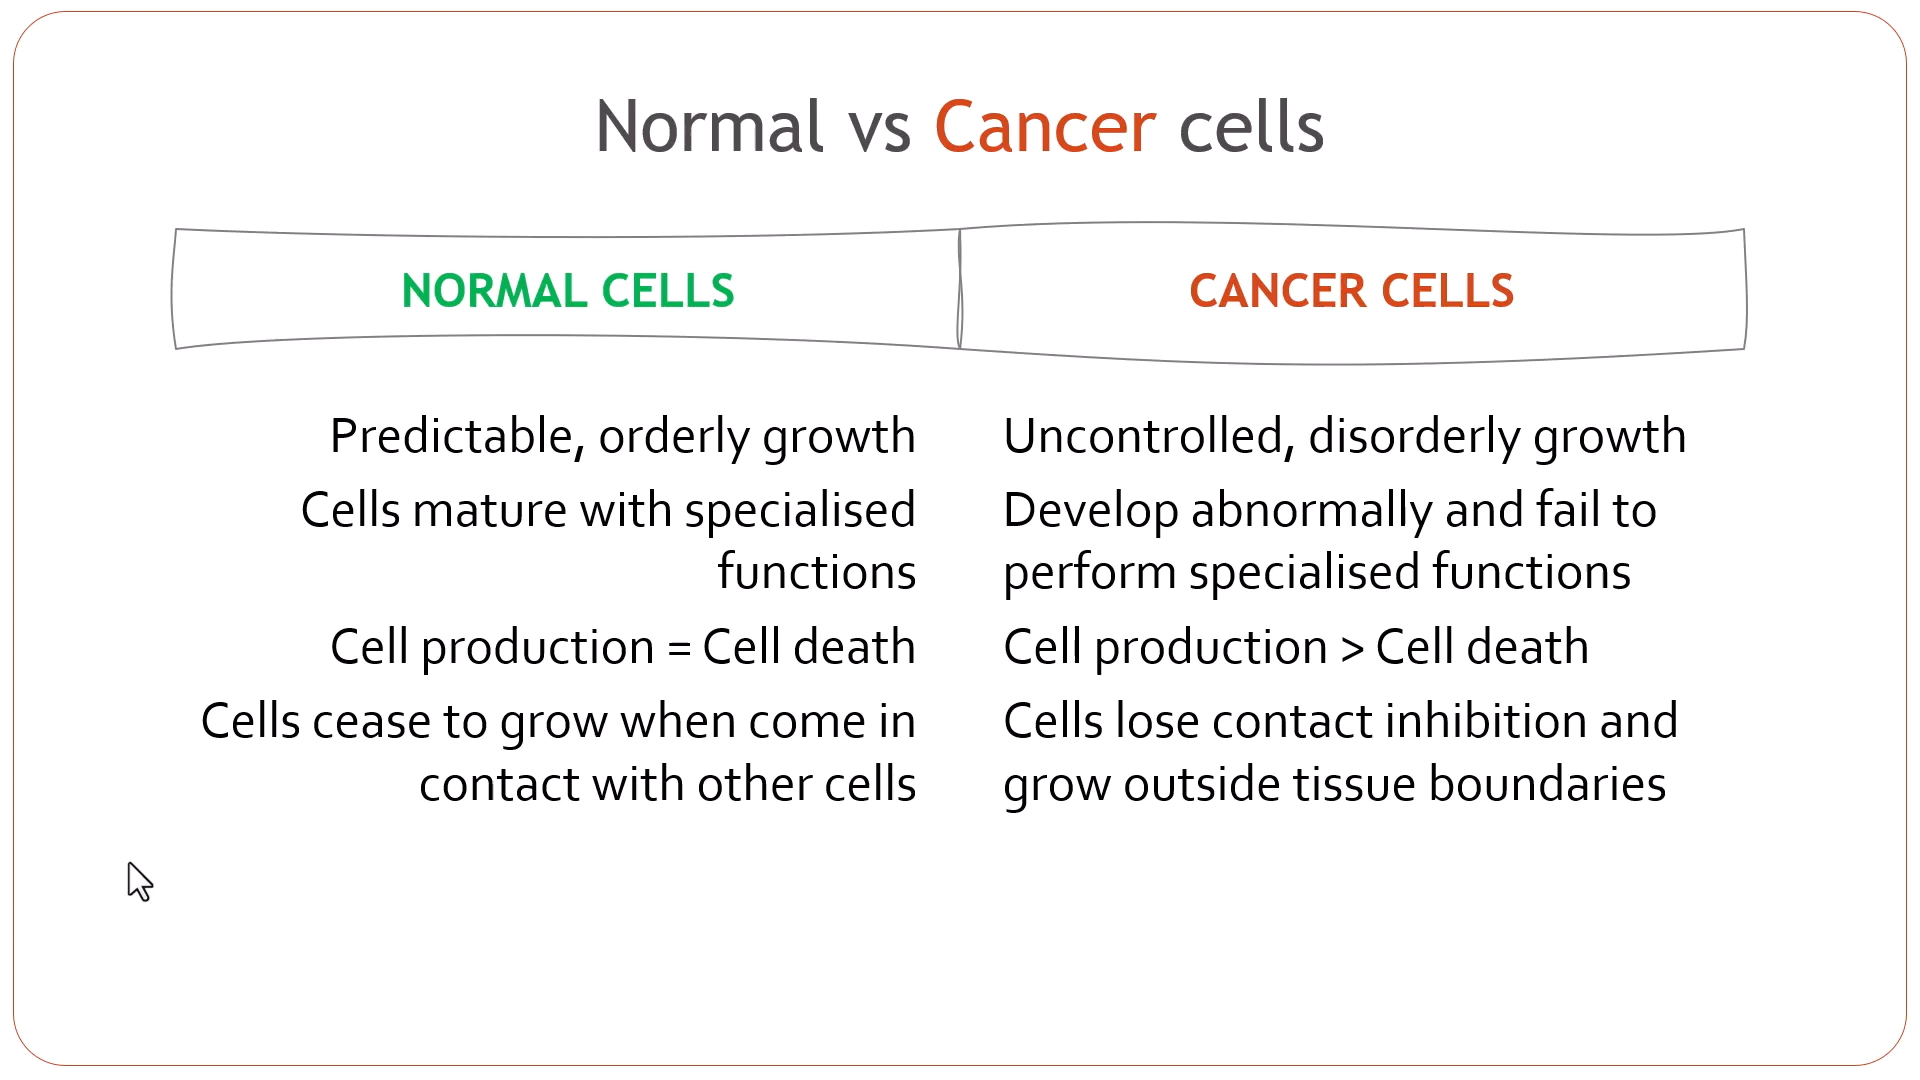 Normal vs Cancer cells
NORMAL CELLS
CANCER CELLS
Predictable, orderly growth
Cells mature with specialised
functions
Cell production = Cell death
Cells cease to grow when come in
contact with other cells
Uncontrolled, disorderly growth
Develop abnormally and fail to
perform specialised functions
Cell production > Cell death
Cells lose contact inhibition and
grow outside tissue boundaries